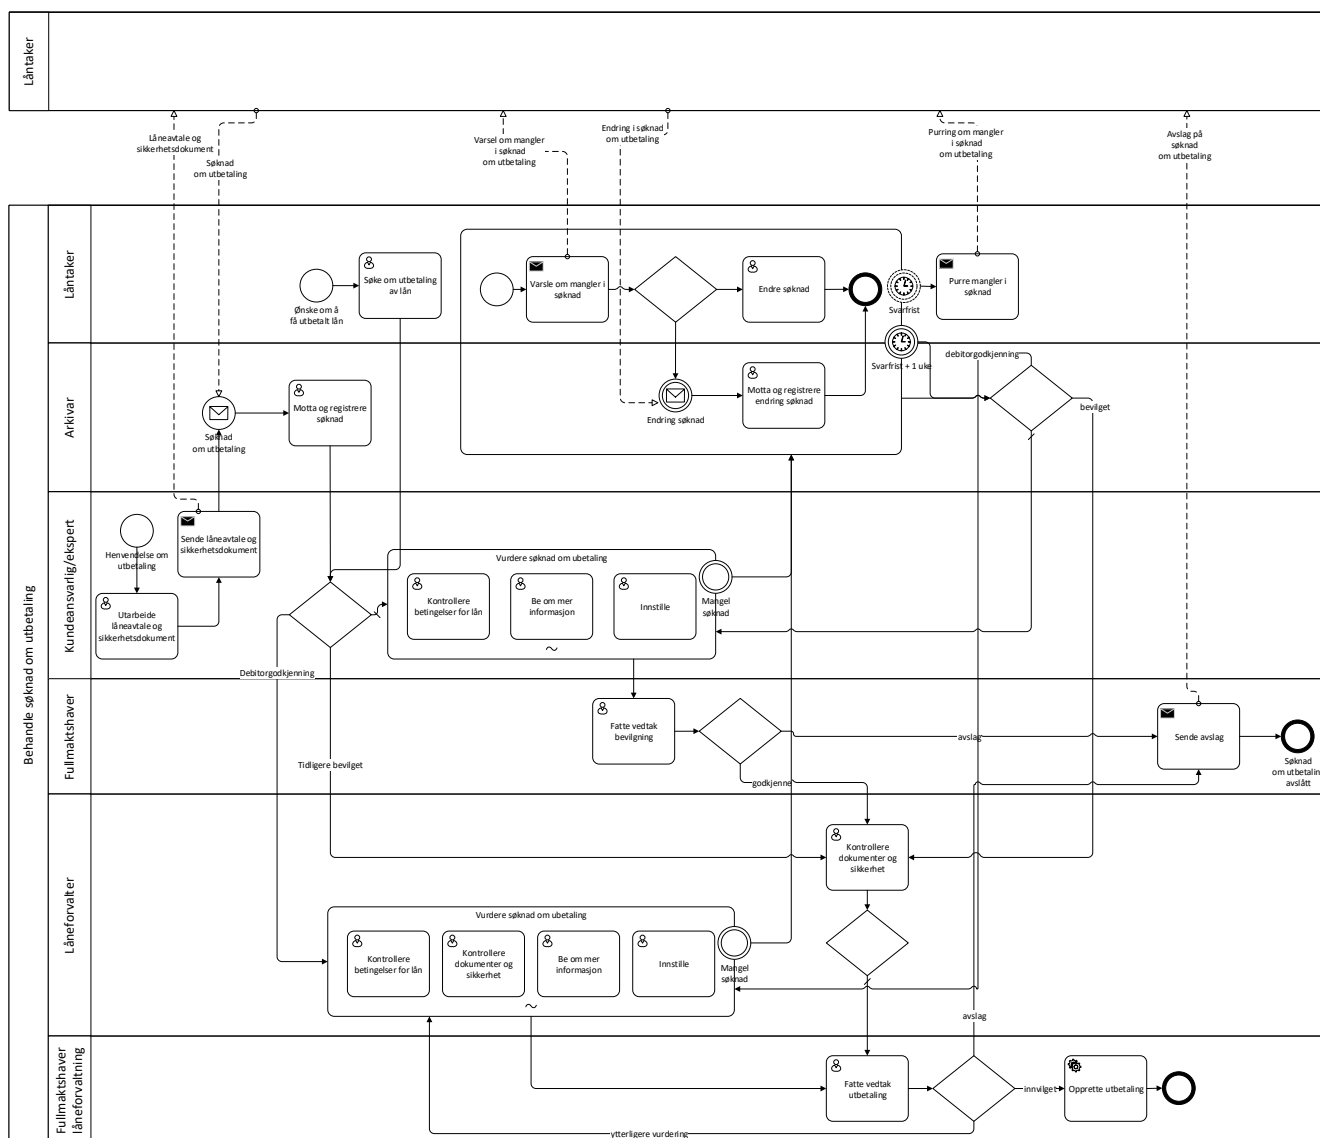 Låntaker
Låneavtale og
sikkerhetsdokument
Søknad
om utbetaling
Varsel om mangler
i søknad
om utbetaling
Endring i søknad
om utbetaling
Purring om mangler
i søknad
om utbetaling
Avslag på
søknad
om utbetaling
Behandle søknad om utbetaling
Låntaker
Ønske om å
få utbetalt lån
Søke om utbetaling
av lån
Varsle om mangler i
søknad
Endre søknad
Svarfrist
Purre mangler i
søknad
Arkivar
Søknad
om utbetaling
Motta og registrere
søknad
Endring søknad
Motta og registrere
endring søknad
Svarfrist + 1 uke
debitorgodkjenning
bevilget
Kundeansvarlig/ekspert
Henvendelse om
utbetaling
Utarbeide
låneavtale og
sikkerhetsdokument
Sende låneavtale og
sikkerhetsdokument
Debitorgodkjenning
Vurdere søknad om ubetaling
Kontrollere
betingelser for lån
Be om mer
informasjon
Innstille
Mangel
søknad
Fullmaktshaver
Tidligere bevilget
Fatte vedtak
bevilgning
avslag
godkjenne
Sende avslag
Søknad
om utbetalin
avslått
Låneforvalter
Kontrollere
dokumenter og
sikkerhet
Vurdere søknad om ubetaling
Kontrollere
betingelser for lån
Kontrollere
dokumenter og
sikkerhet
Be om mer
informasjon
Innstille
Mangel
søknad
avslag
Fullmaktshaver
låneforvaltning
Fatte vedtak
utbetaling
innvilget
Opprette utbetaling
ytterligere vurdering